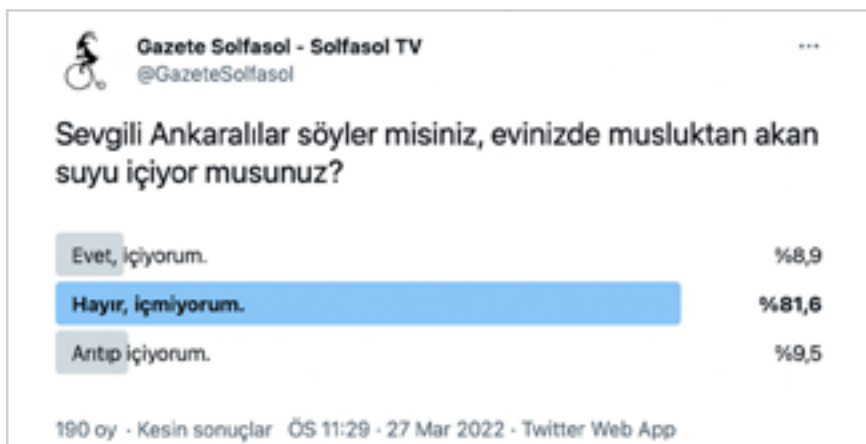 Gazete Solfasol - Solfasol TV
@GazeteSolfasol
Sevgili Ankaralılar söyler misiniz, evinizde musluktan akan
suyu içiyor musunuz?
Evet, içiyorum. %8,9
Hayır, içmiyorum. %81,6
Arıtıp içiyorum. %9,5
190 oy · Kesin sonuçlar ÖS 11:29 · 27 Mar 2022 · Twitter Web App